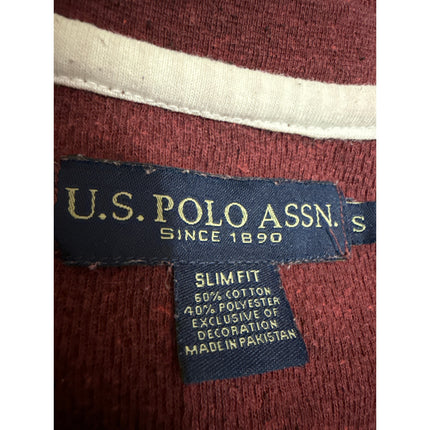 U.S. POLO ASSN.
SINCE 1890
S
SLIM FIT
60% COTTON
40% POLYESTER
EXCLUSIVE OF
DECORATION
MADE IN PAKISTAN